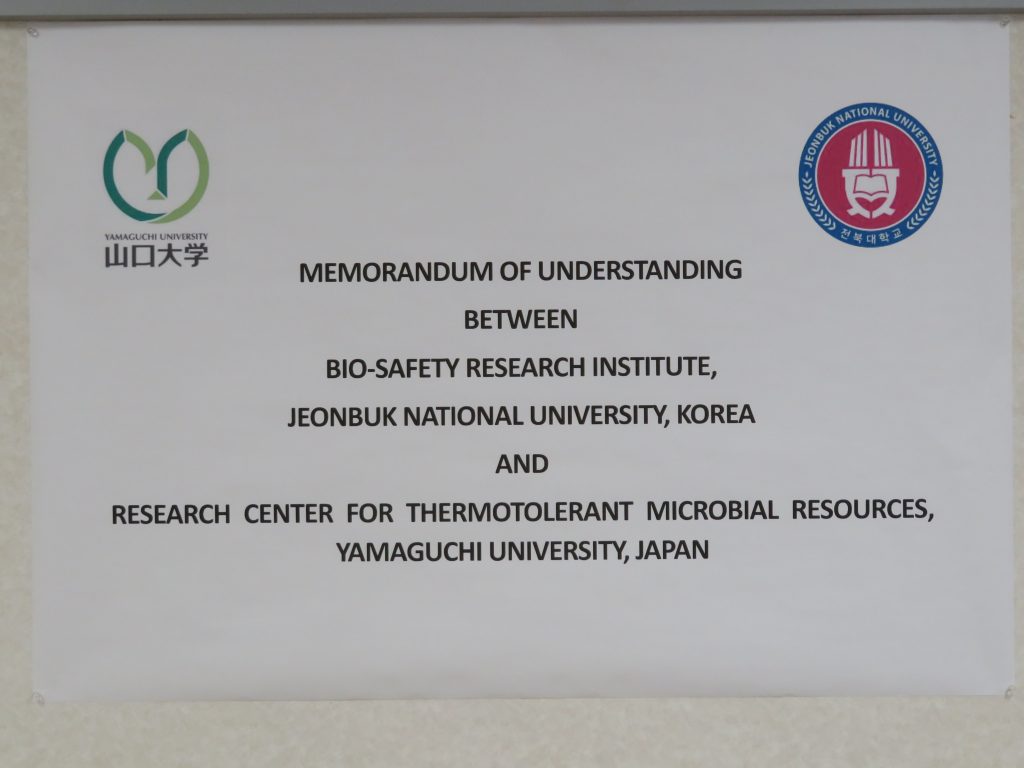 YAMAGUCHI UNIVERSITY
山口大学
JEONBUK NATIONAL UNIVERSITY
전북대학교
MEMORANDUM OF UNDERSTANDING
BETWEEN
BIO-SAFETY RESEARCH INSTITUTE,
JEONBUK NATIONAL UNIVERSITY, KOREA
AND
RESEARCH CENTER FOR THERMOTOLERANT MICROBIAL RESOURCES,
YAMAGUCHI UNIVERSITY, JAPAN